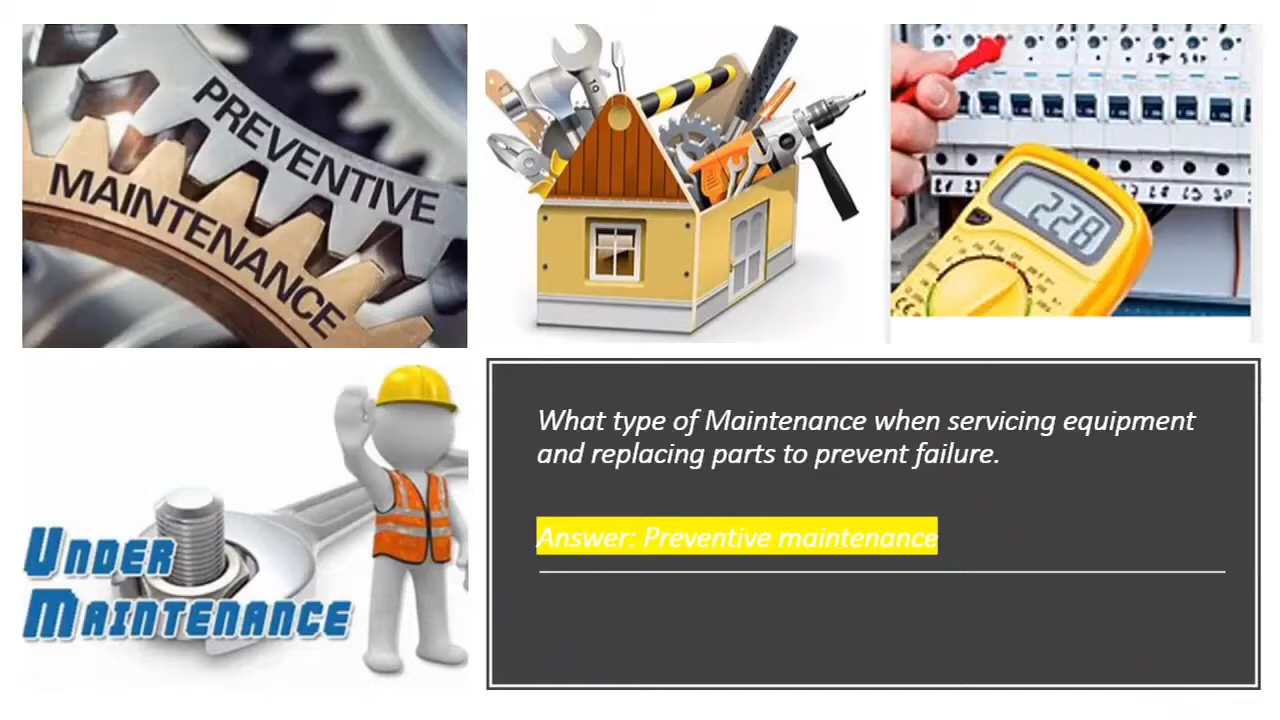 PREVENTIVE
MAINTENANCE
228
UNDER
MAINTENANCE
What type of Maintenance when servicing equipment
and replacing parts to prevent failure.
Answer: Preventive maintenance